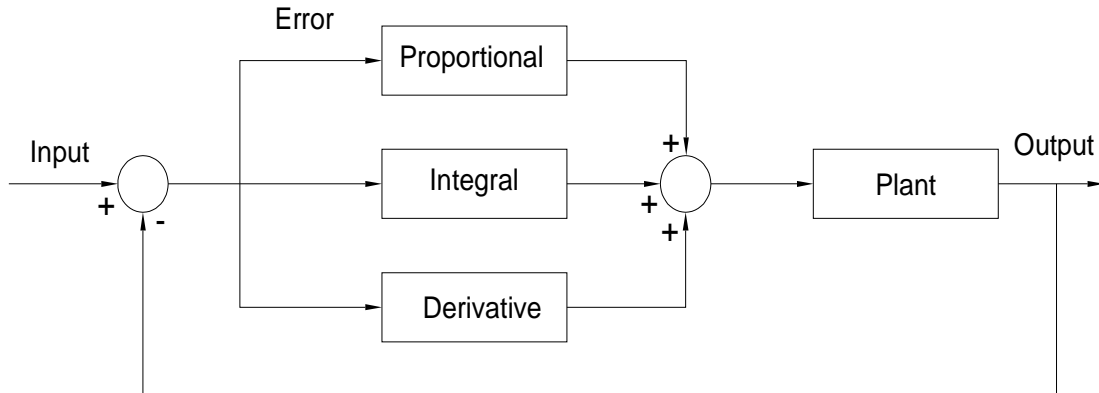 Error
Proportional
Input
+
-
Integral
+
+
+
Plant
Output
Derivative